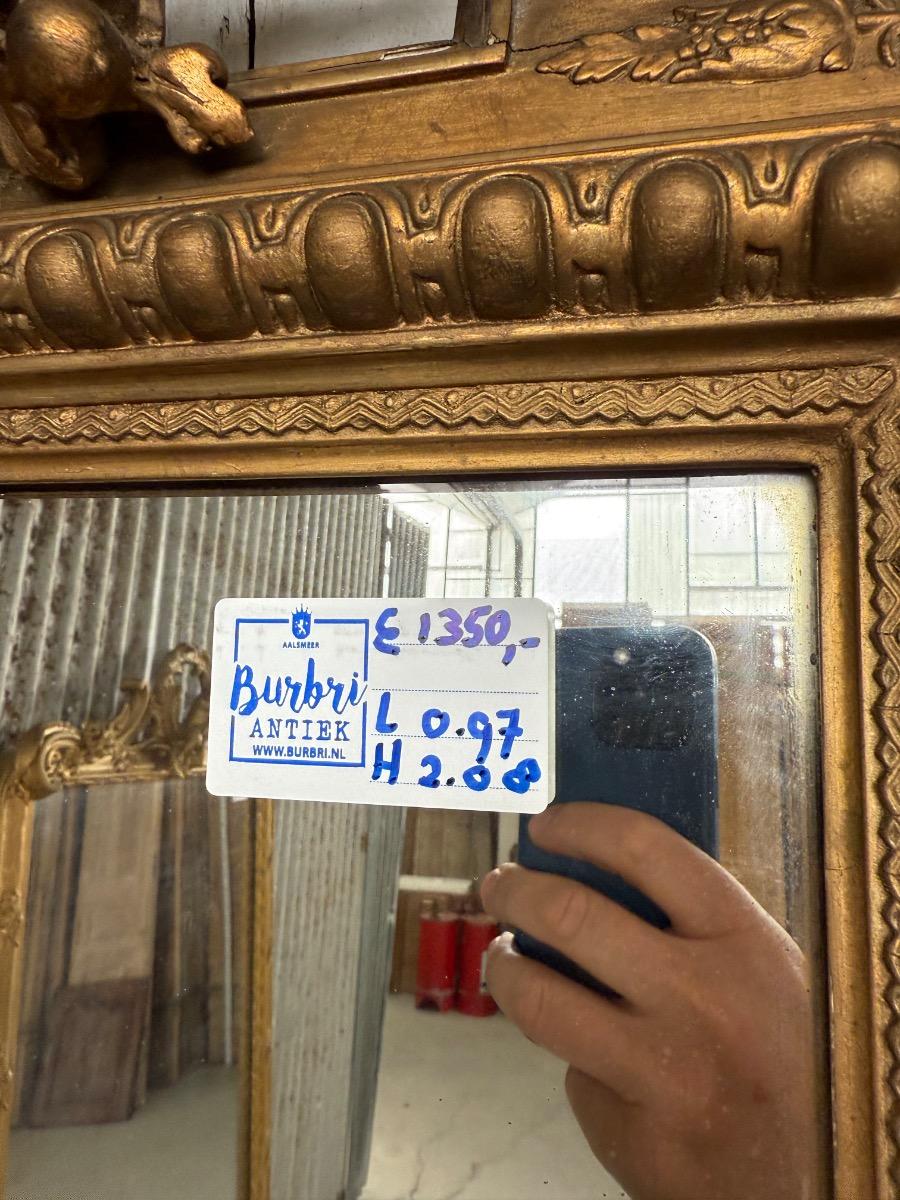 AALSMEER
Burbri
ANTIEK
WWW.BURBRI.NL
€ 1350,-
L 0.97
H 2.08